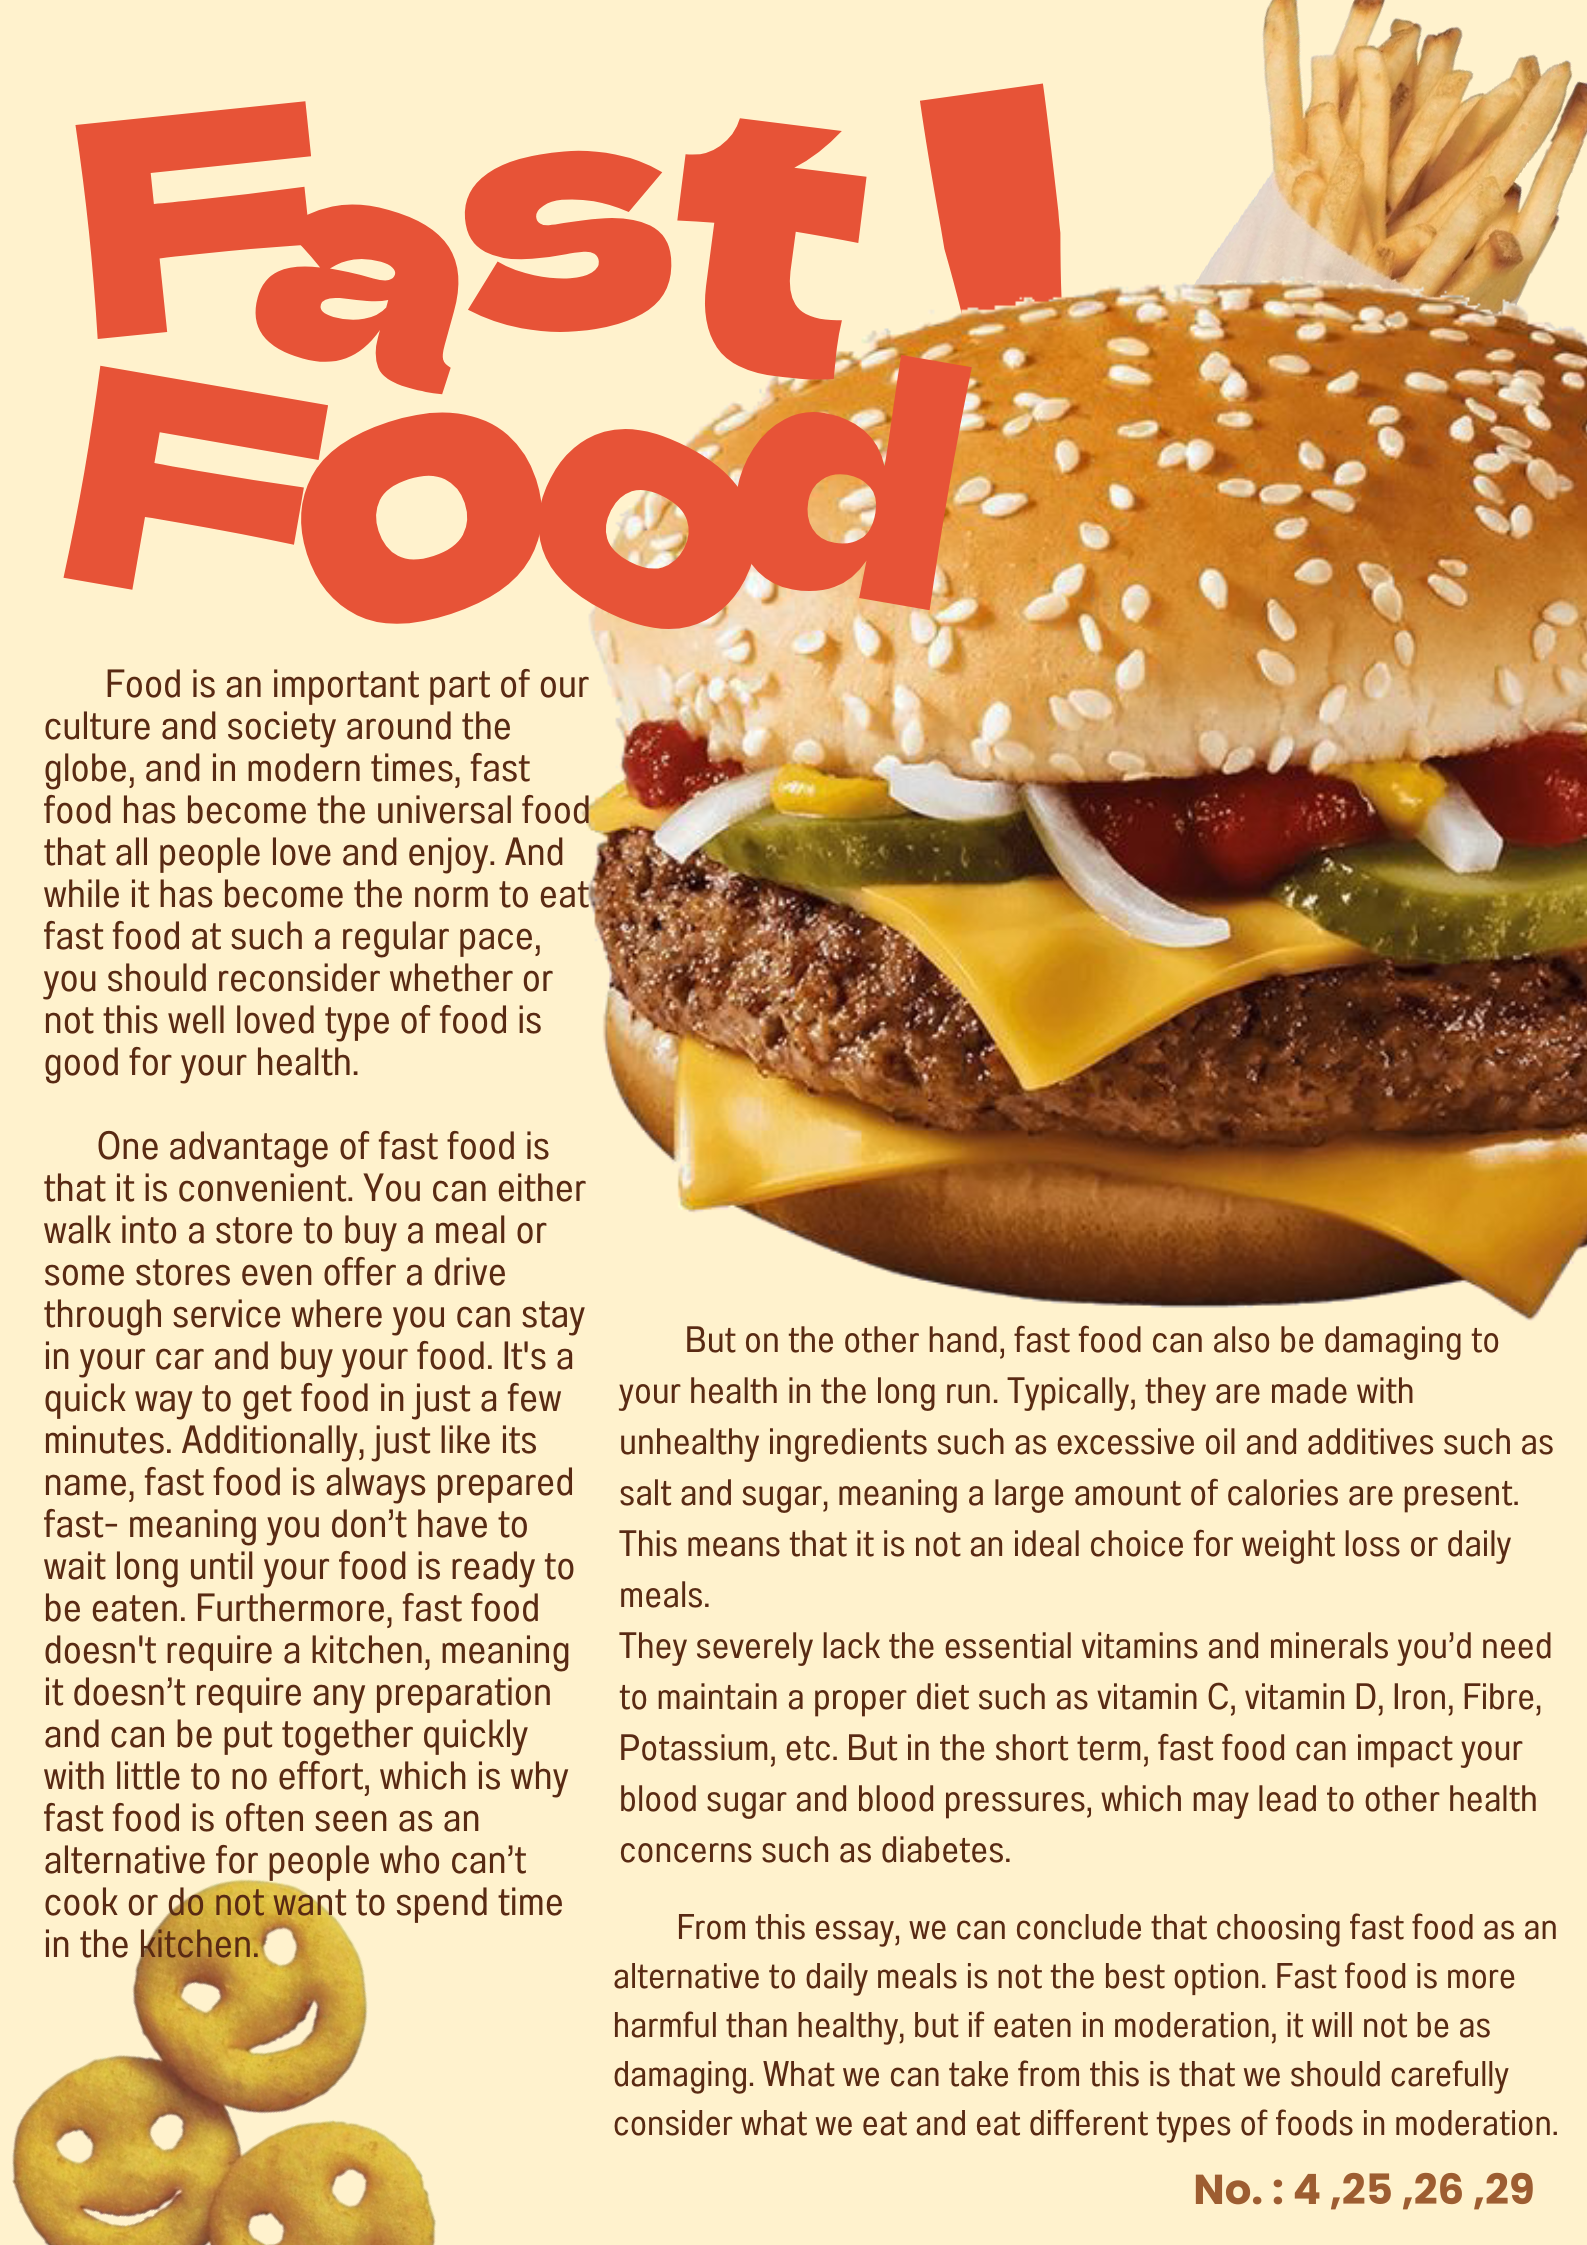 Fast!
Food
Food is an important part of our
culture and society around the
globe, and in modern times, fast
food has become the universal food
that all people love and enjoy. And
while it has become the norm to eat
fast food at such a regular pace,
you should reconsider whether or
not this well loved type of food is
good for your health.
One advantage of fast food is
that it is convenient. You can either
walk into a store to buy a meal or
some stores even offer a drive
through service where you can stay
in your car and buy your food. It's a
quick way to get food in just a few
minutes. Additionally, just like its
name, fast food is always prepared
fast- meaning you don’t have to
wait long until your food is ready to
be eaten. Furthermore, fast food
doesn't require a kitchen, meaning
it doesn’t require any preparation
and can be put together quickly
with little to no effort, which is why
fast food is often seen as an
alternative for people who can’t
cook or do not want to spend time
in the kitchen.
But on the other hand, fast food can also be damaging to
your health in the long run. Typically, they are made with
unhealthy ingredients such as excessive oil and additives such as
salt and sugar, meaning a large amount of calories are present.
This means that it is not an ideal choice for weight loss or daily
meals.
They severely lack the essential vitamins and minerals you’d need
to maintain a proper diet such as vitamin C, vitamin D, Iron, Fibre,
Potassium, etc. But in the short term, fast food can impact your
blood sugar and blood pressures, which may lead to other health
concerns such as diabetes.
From this essay, we can conclude that choosing fast food as an
alternative to daily meals is not the best option. Fast food is more
harmful than healthy, but if eaten in moderation, it will not be as
damaging. What we can take from this is that we should carefully
consider what we eat and eat different types of foods in moderation.
No. : 4 ,25 ,26 ,29